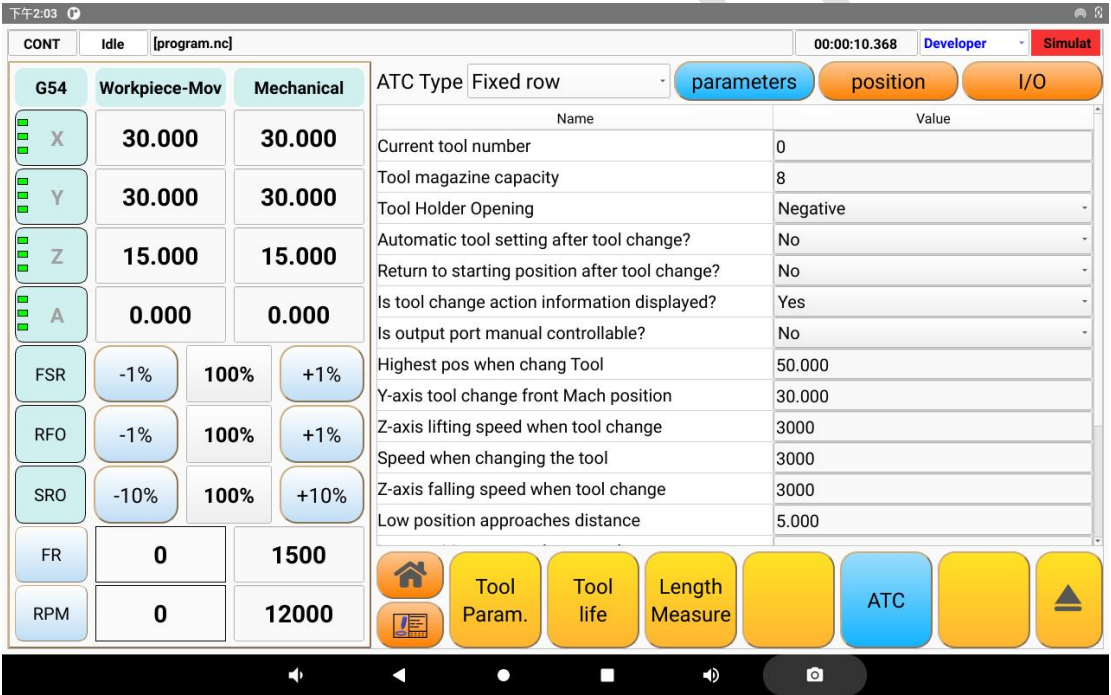 下午2:03
CONT Idle [program.nc] 00:00:10.368 Developer Simulat
G54 Workpiece-Mov Mechanical
X 30.000 30.000
Y 30.000 30.000
Z 15.000 15.000
A 0.000 0.000
FSR -1% 100% +1%
RFO -1% 100% +1%
SRO -10% 100% +10%
FR 0 1500
RPM 0 12000
ATC Type Fixed row parameters position I/O
Name Value
Current tool number 0
Tool magazine capacity 8
Tool Holder Opening Negative
Automatic tool setting after tool change? No
Return to starting position after tool change? No
Is tool change action information displayed? Yes
Is output port manual controllable? No
Highest pos when chang Tool 50.000
Y-axis tool change front Mach position 30.000
Z-axis lifting speed when tool change 3000
Speed when changing the tool 3000
Z-axis falling speed when tool change 3000
Low position approaches distance 5.000
Tool Param.
Tool life
Length Measure
ATC